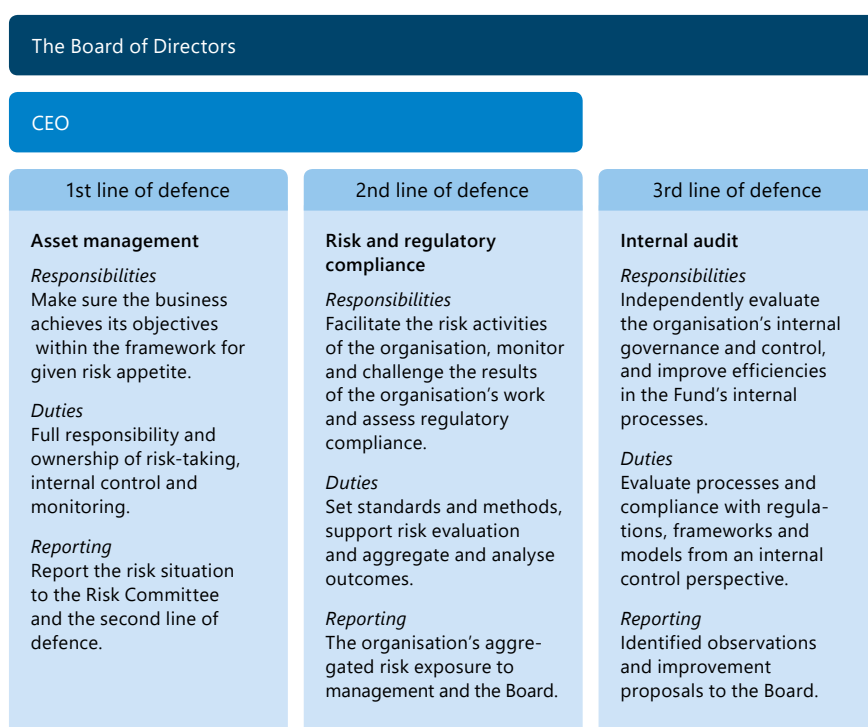 The Board of Directors
CEO
1st line of defence
Asset management
Responsibilities
Make sure the business
achieves its objectives
within the framework for
given risk appetite.
Duties
Full responsibility and
ownership of risk-taking,
internal control and
monitoring.
Reporting
Report the risk situation
to the Risk Committee
and the second line of
defence.
2nd line of defence
Risk and regulatory
compliance
Responsibilities
Facilitate the risk activities
of the organisation, monitor
and challenge the results
of the organisation's work
and assess regulatory
compliance.
Duties
Set standards and methods,
support risk evaluation
and aggregate and analyse
outcomes.
Reporting
The organisation's aggre-
gated risk exposure to
management and the Board.
3rd line of defence
Internal audit
Responsibilities
Independently evaluate
the organisation's internal
governance and control,
and improve efficiencies
in the Fund's internal
processes.
Duties
Evaluate processes and
compliance with regula-
tions, frameworks and
models from an internal
control perspective.
Reporting
Identified observations
and improvement
proposals to the Board.